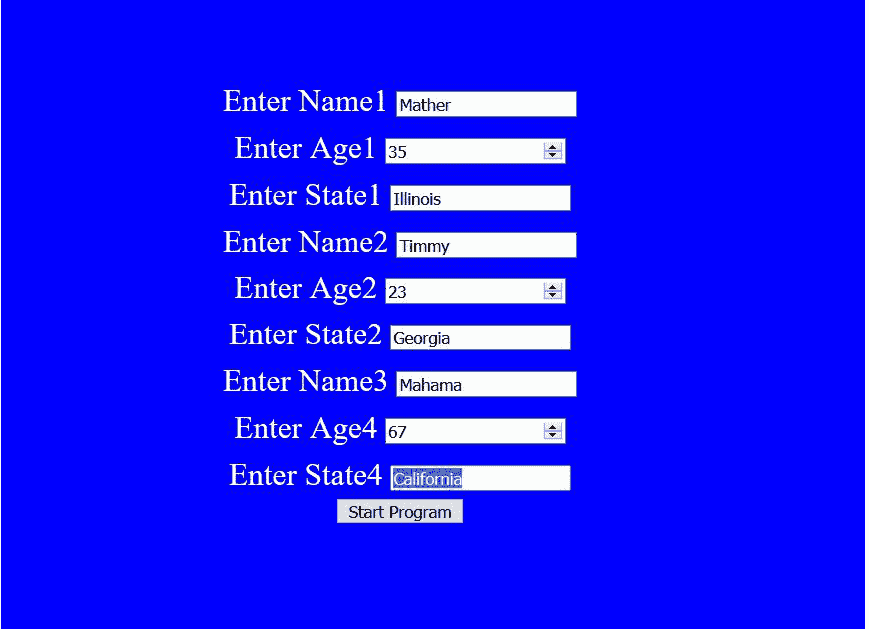 Enter Name1 Mather
Enter Age1 35
Enter State1 Illinois
Enter Name2 Timmy
Enter Age2 23
Enter State2 Georgia
Enter Name3 Mahama
Enter Age4 67
Enter State4 California
Start Program